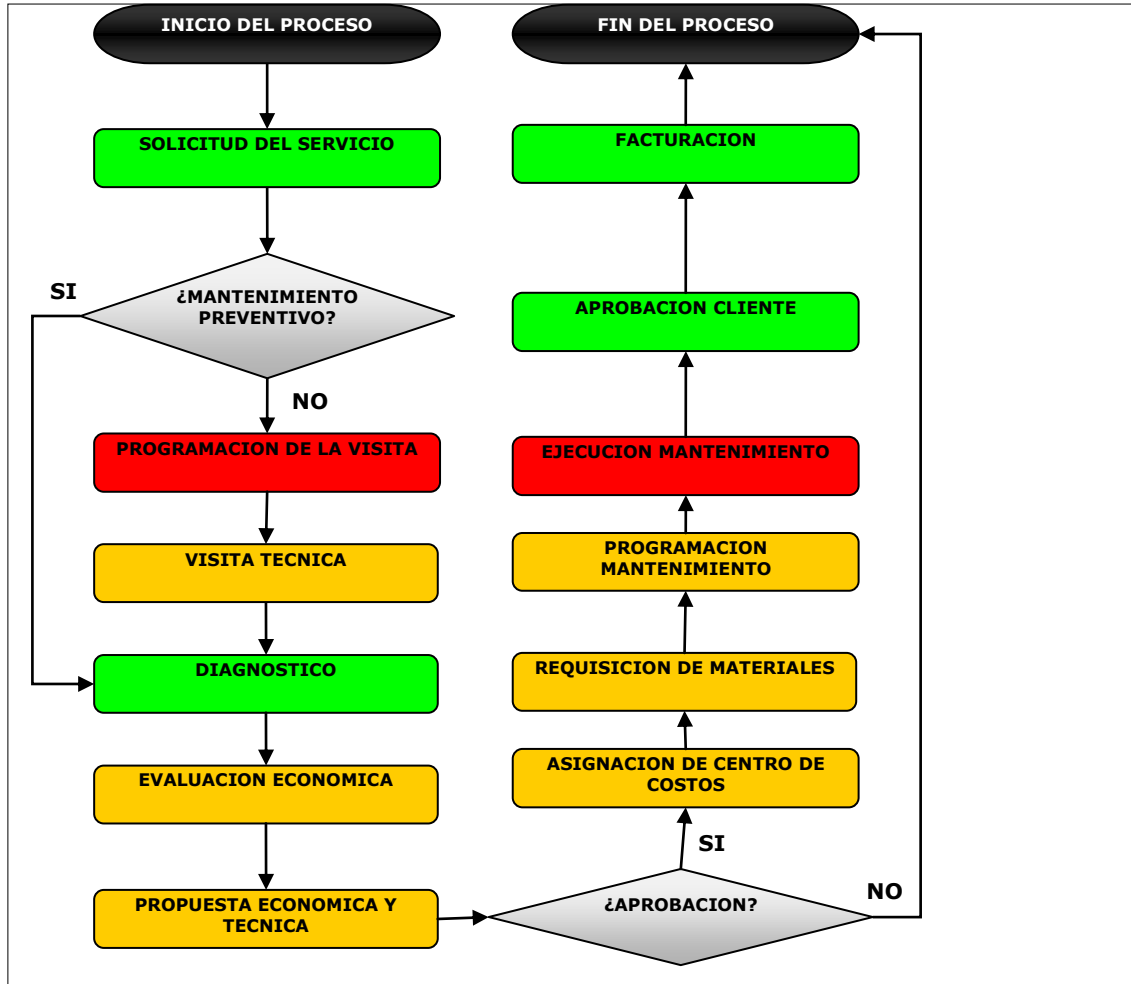 INICIO DEL PROCESO
SOLICITUD DEL SERVICIO
¿MANTENIMIENTO
PREVENTIVO?
SI
NO
PROGRAMACION DE LA VISITA
VISITA TECNICA
DIAGNOSTICO
EVALUACION ECONOMICA
PROPUESTA ECONOMICA Y
TECNICA
¿APROBACION?
SI
NO
ASIGNACION DE CENTRO DE
COSTOS
REQUISICION DE MATERIALES
PROGRAMACION
MANTENIMIENTO
EJECUCION MANTENIMIENTO
APROBACION CLIENTE
FACTURACION
FIN DEL PROCESO